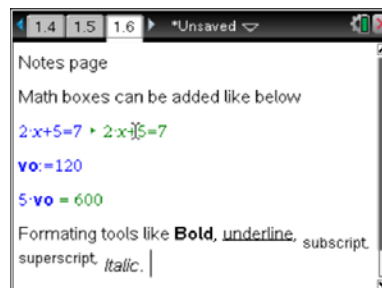 1.4 1.5 1.6 *Unsaved
Notes page
Math boxes can be added like below
2·x+5=7 ▸ 2·x+5=7
vo:=120
5·vo = 600
Formating tools like Bold, underline, subscript,
superscript, Italic.